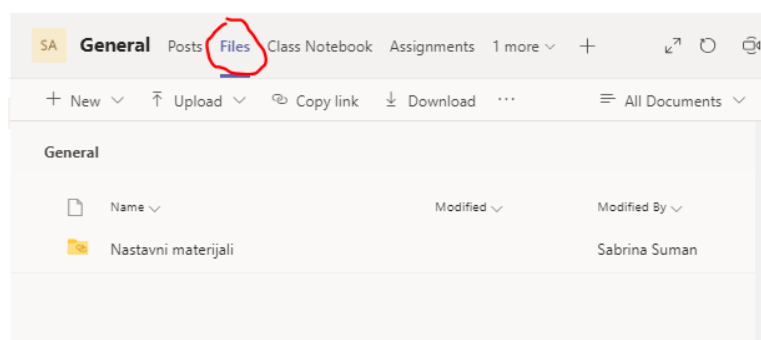 SA General Posts Files Class Notebook Assignments 1 more
New Upload Copy link Download ... All Documents
General
Name Modified Modified By
Nastavni materijali Sabrina Suman